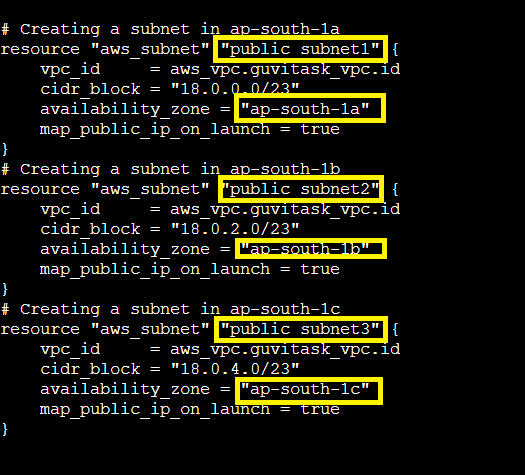 # Creating a subnet in ap-south-1a
resource "aws_subnet" "public_subnet1" {
    vpc_id     = aws_vpc.guvitask_vpc.id
    cidr_block = "18.0.0.0/23"
    availability_zone = "ap-south-1a"
    map_public_ip_on_launch = true
}
# Creating a subnet in ap-south-1b
resource "aws_subnet" "public_subnet2" {
    vpc_id     = aws_vpc.guvitask_vpc.id
    cidr_block = "18.0.2.0/23"
    availability_zone = "ap-south-1b"
    map_public_ip_on_launch = true
}
# Creating a subnet in ap-south-1c
resource "aws_subnet" "public_subnet3" {
    vpc_id     = aws_vpc.guvitask_vpc.id
    cidr_block = "18.0.4.0/23"
    availability_zone = "ap-south-1c"
    map_public_ip_on_launch = true
}